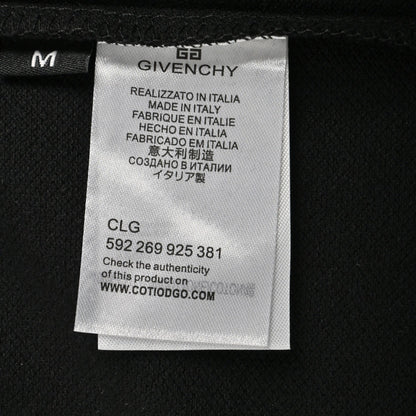 M
GIVENCHY
REALIZZATO IN ITALIA
MADE IN ITALY
FABRIQUE EN ITALIE
HECHO EN ITALIA
FABRICADO EM ITALIA
意大利制造
СОЗДАНО В ИТАЛИИ
イタリア製
CLG
592 269 925 381
Check the authenticity
of this product on
WWW.COTIODGO.COM